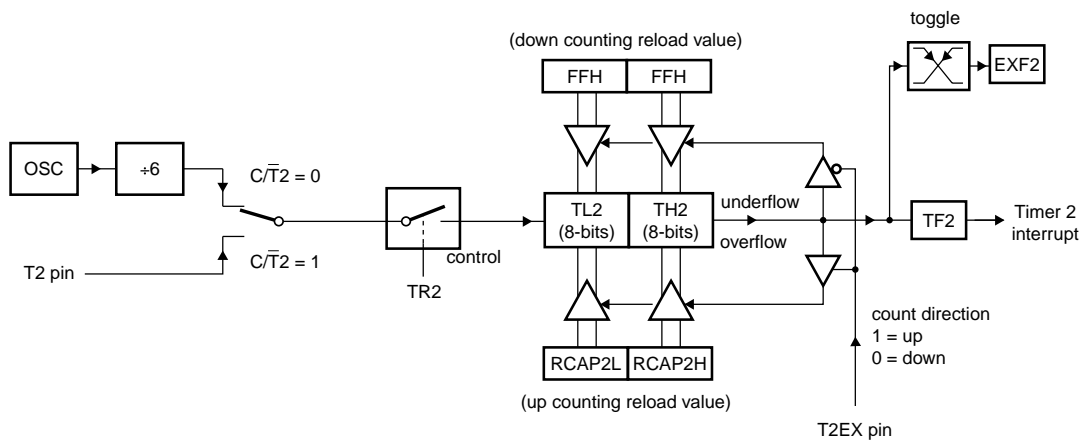 toggle
(down counting reload value)
FFH
FFH
EXF2
OSC
÷6
C/T̅2 = 0
TL2
(8-bits)
TH2
(8-bits)
underflow
overflow
TF2
Timer 2
interrupt
control
C/T̅2 = 1
T2 pin
TR2
count direction
1 = up
0 = down
RCAP2L
RCAP2H
(up counting reload value)
T2EX pin